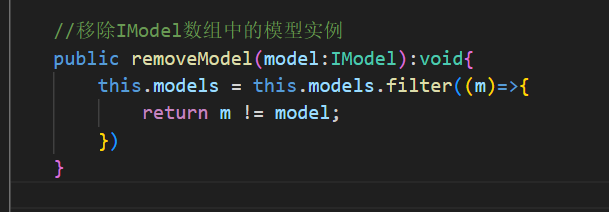 //移除IModel数组中的模型实例
public removeModel(model:IModel):void{
this.models = this.models.filter((m)=>{
return m != model;
})
}